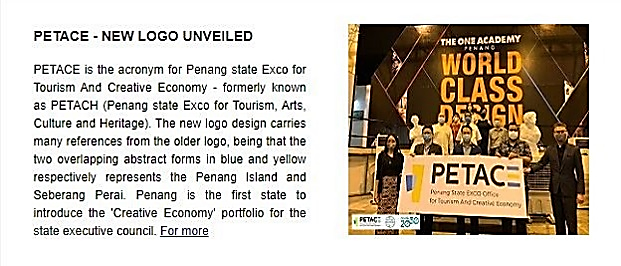 PETACE - NEW LOGO UNVEILED
PETACE is the acronym for Penang state Exco for
Tourism And Creative Economy - formerly known
as PETACH (Penang state Exco for Tourism, Arts,
Culture and Heritage). The new logo design carries
many references from the older logo, being that the
two overlapping abstract forms in blue and yellow
respectively represents the Penang Island and
Seberang Perai. Penang is the first state to
introduce the 'Creative Economy' portfolio for the
state executive council. For more
THE ONE ACADEMY
PENANG
WORLD
CLASS
DESIGN
PETACE
Penang State EXCO Office
for Tourism And Creative Economy
PETACE